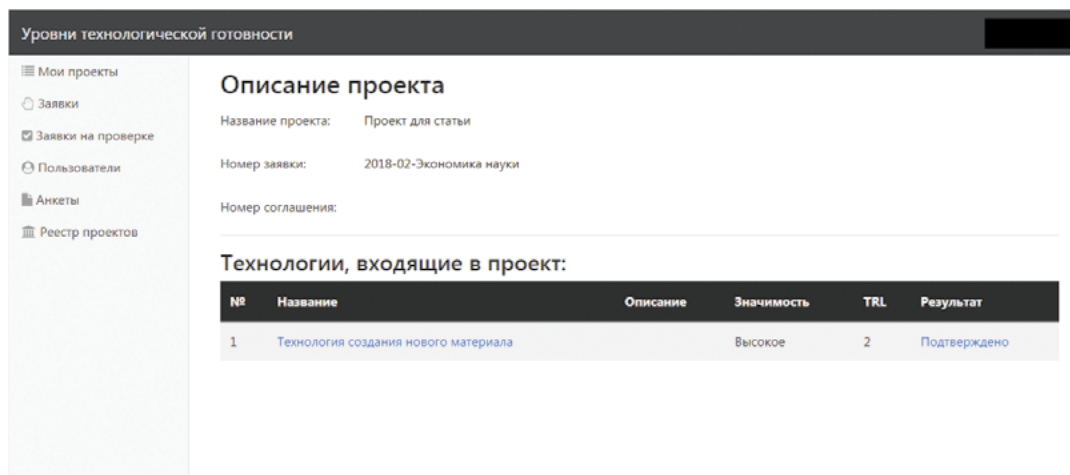 Уровни технологической готовности
Мои проекты
Заявки
Заявки на проверке
Пользователи
Анкеты
Реестр проектов
Описание проекта
Название проекта: Проект для статьи
Номер заявки: 2018-02-Экономика науки
Номер соглашения:
Технологии, входящие в проект:
№ Название Описание Значимость TRL Результат
1 Технология создания нового материала Высокое 2 Подтверждено